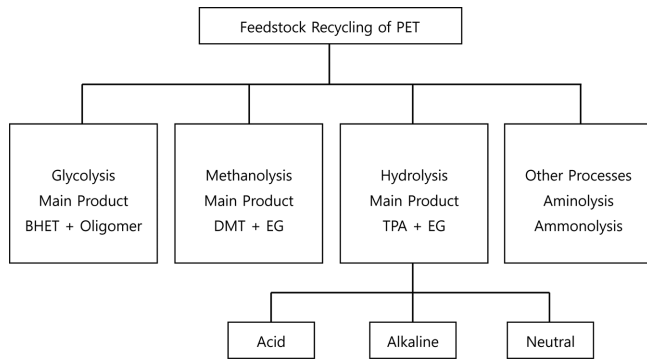 Feedstock Recycling of PET
Glycolysis
Main Product
BHET + Oligomer
Methanolysis
Main Product
DMT + EG
Hydrolysis
Main Product
TPA + EG
Other Processes
Aminolysis
Ammonolysis
Acid
Alkaline
Neutral